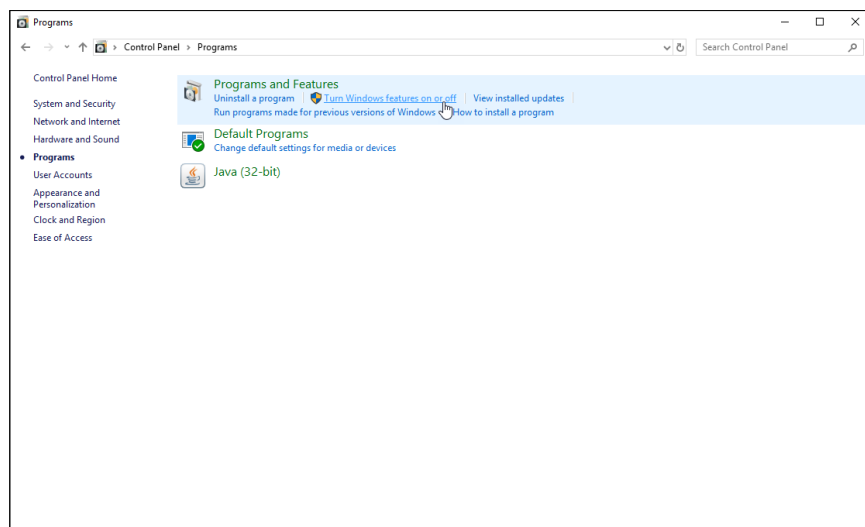 Programs
Control Panel > Programs
Search Control Panel
Control Panel Home
System and Security
Network and Internet
Hardware and Sound
Programs
User Accounts
Appearance and
Personalization
Clock and Region
Ease of Access
Programs and Features
Uninstall a program Turn Windows features on or off View installed updates
Run programs made for previous versions of Windows How to install a program
Default Programs
Change default settings for media or devices
Java (32-bit)